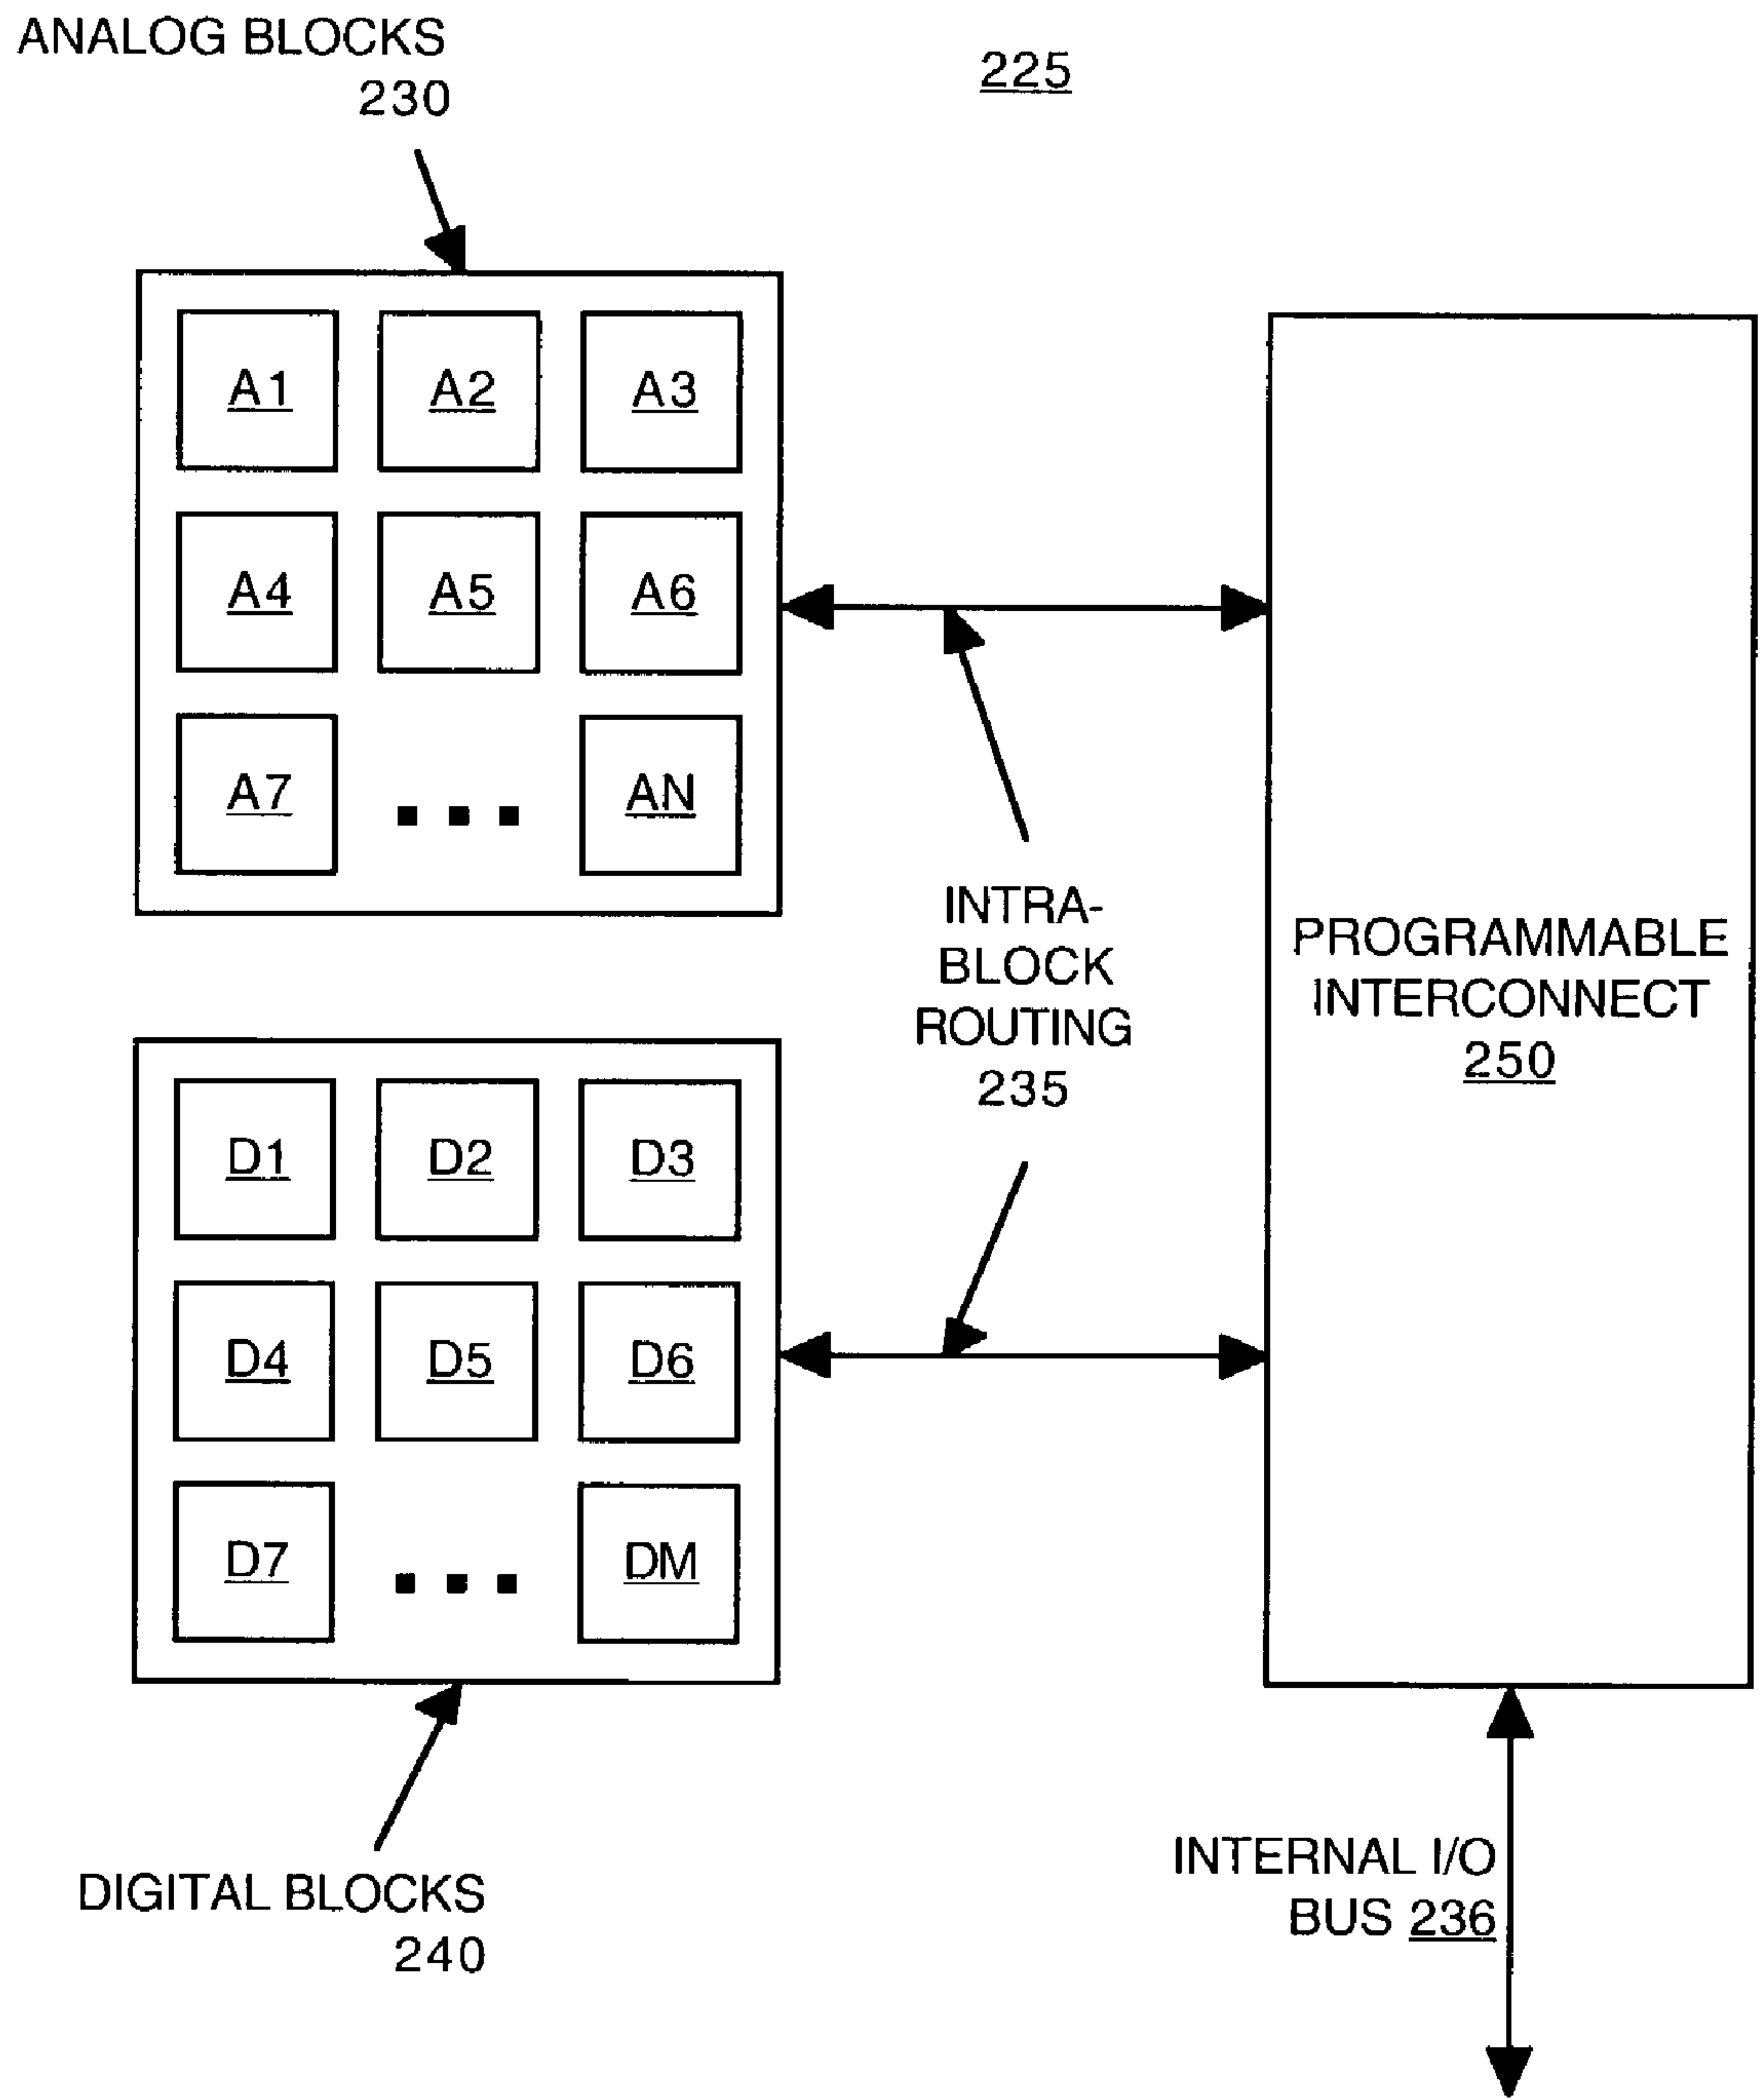 ANALOG BLOCKS
230
225
A1 A2 A3
A4 A5 A6
A7 ... AN
INTRA-
BLOCK
ROUTING
235
PROGRAMMABLE
INTERCONNECT
250
D1 D2 D3
D4 D5 D6
D7 ... DM
DIGITAL BLOCKS
240
INTERNAL I/O
BUS 236